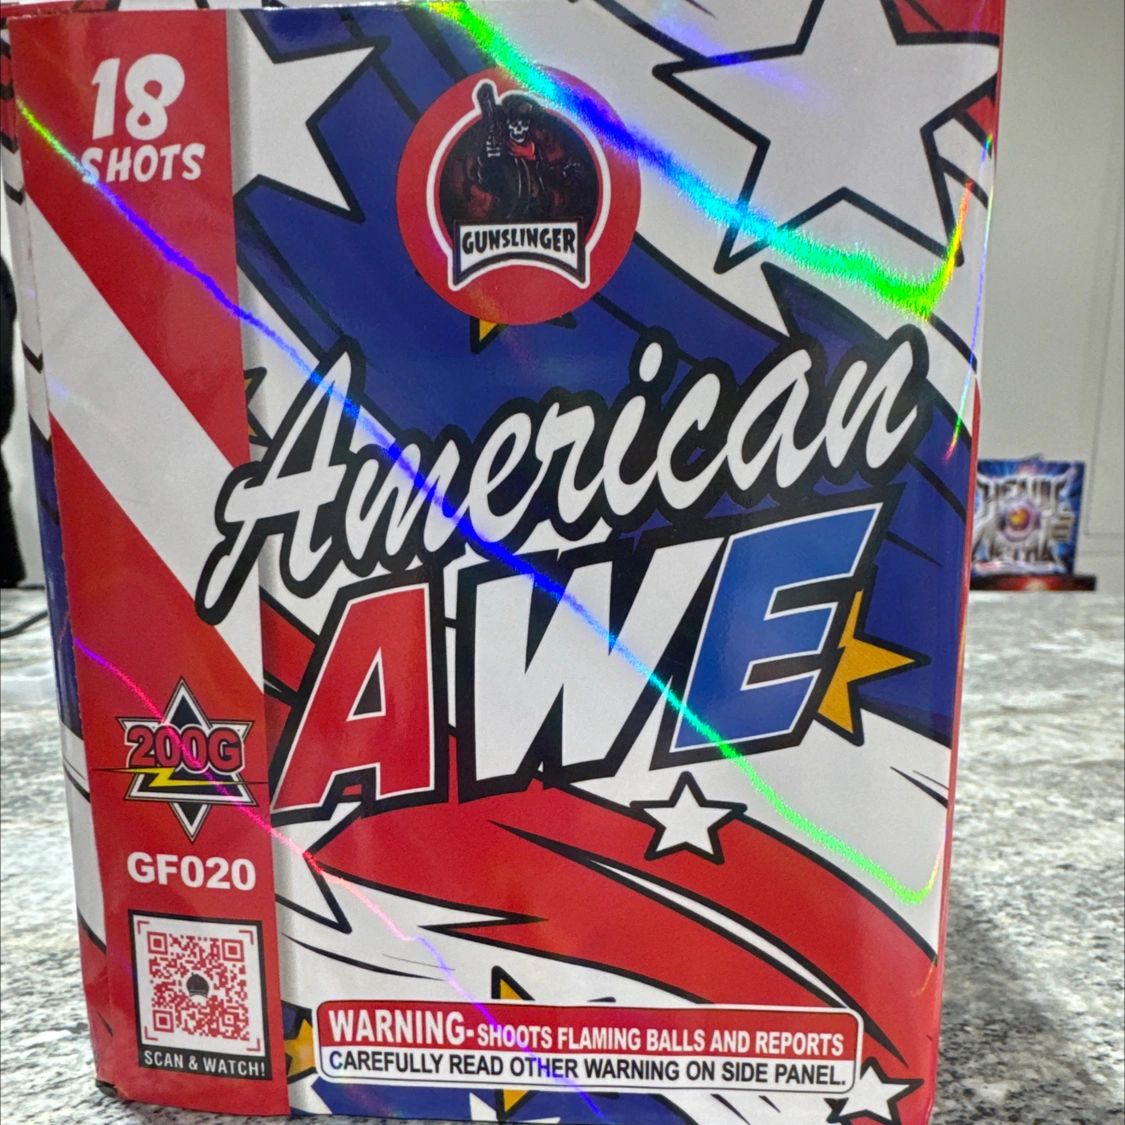 18
SHOTS
GUNSLINGER
American
AWE
200G
GF020
SCAN & WATCH!
WARNING-SHOOTS FLAMING BALLS AND REPORTS
CAREFULLY READ OTHER WARNING ON SIDE PANEL.